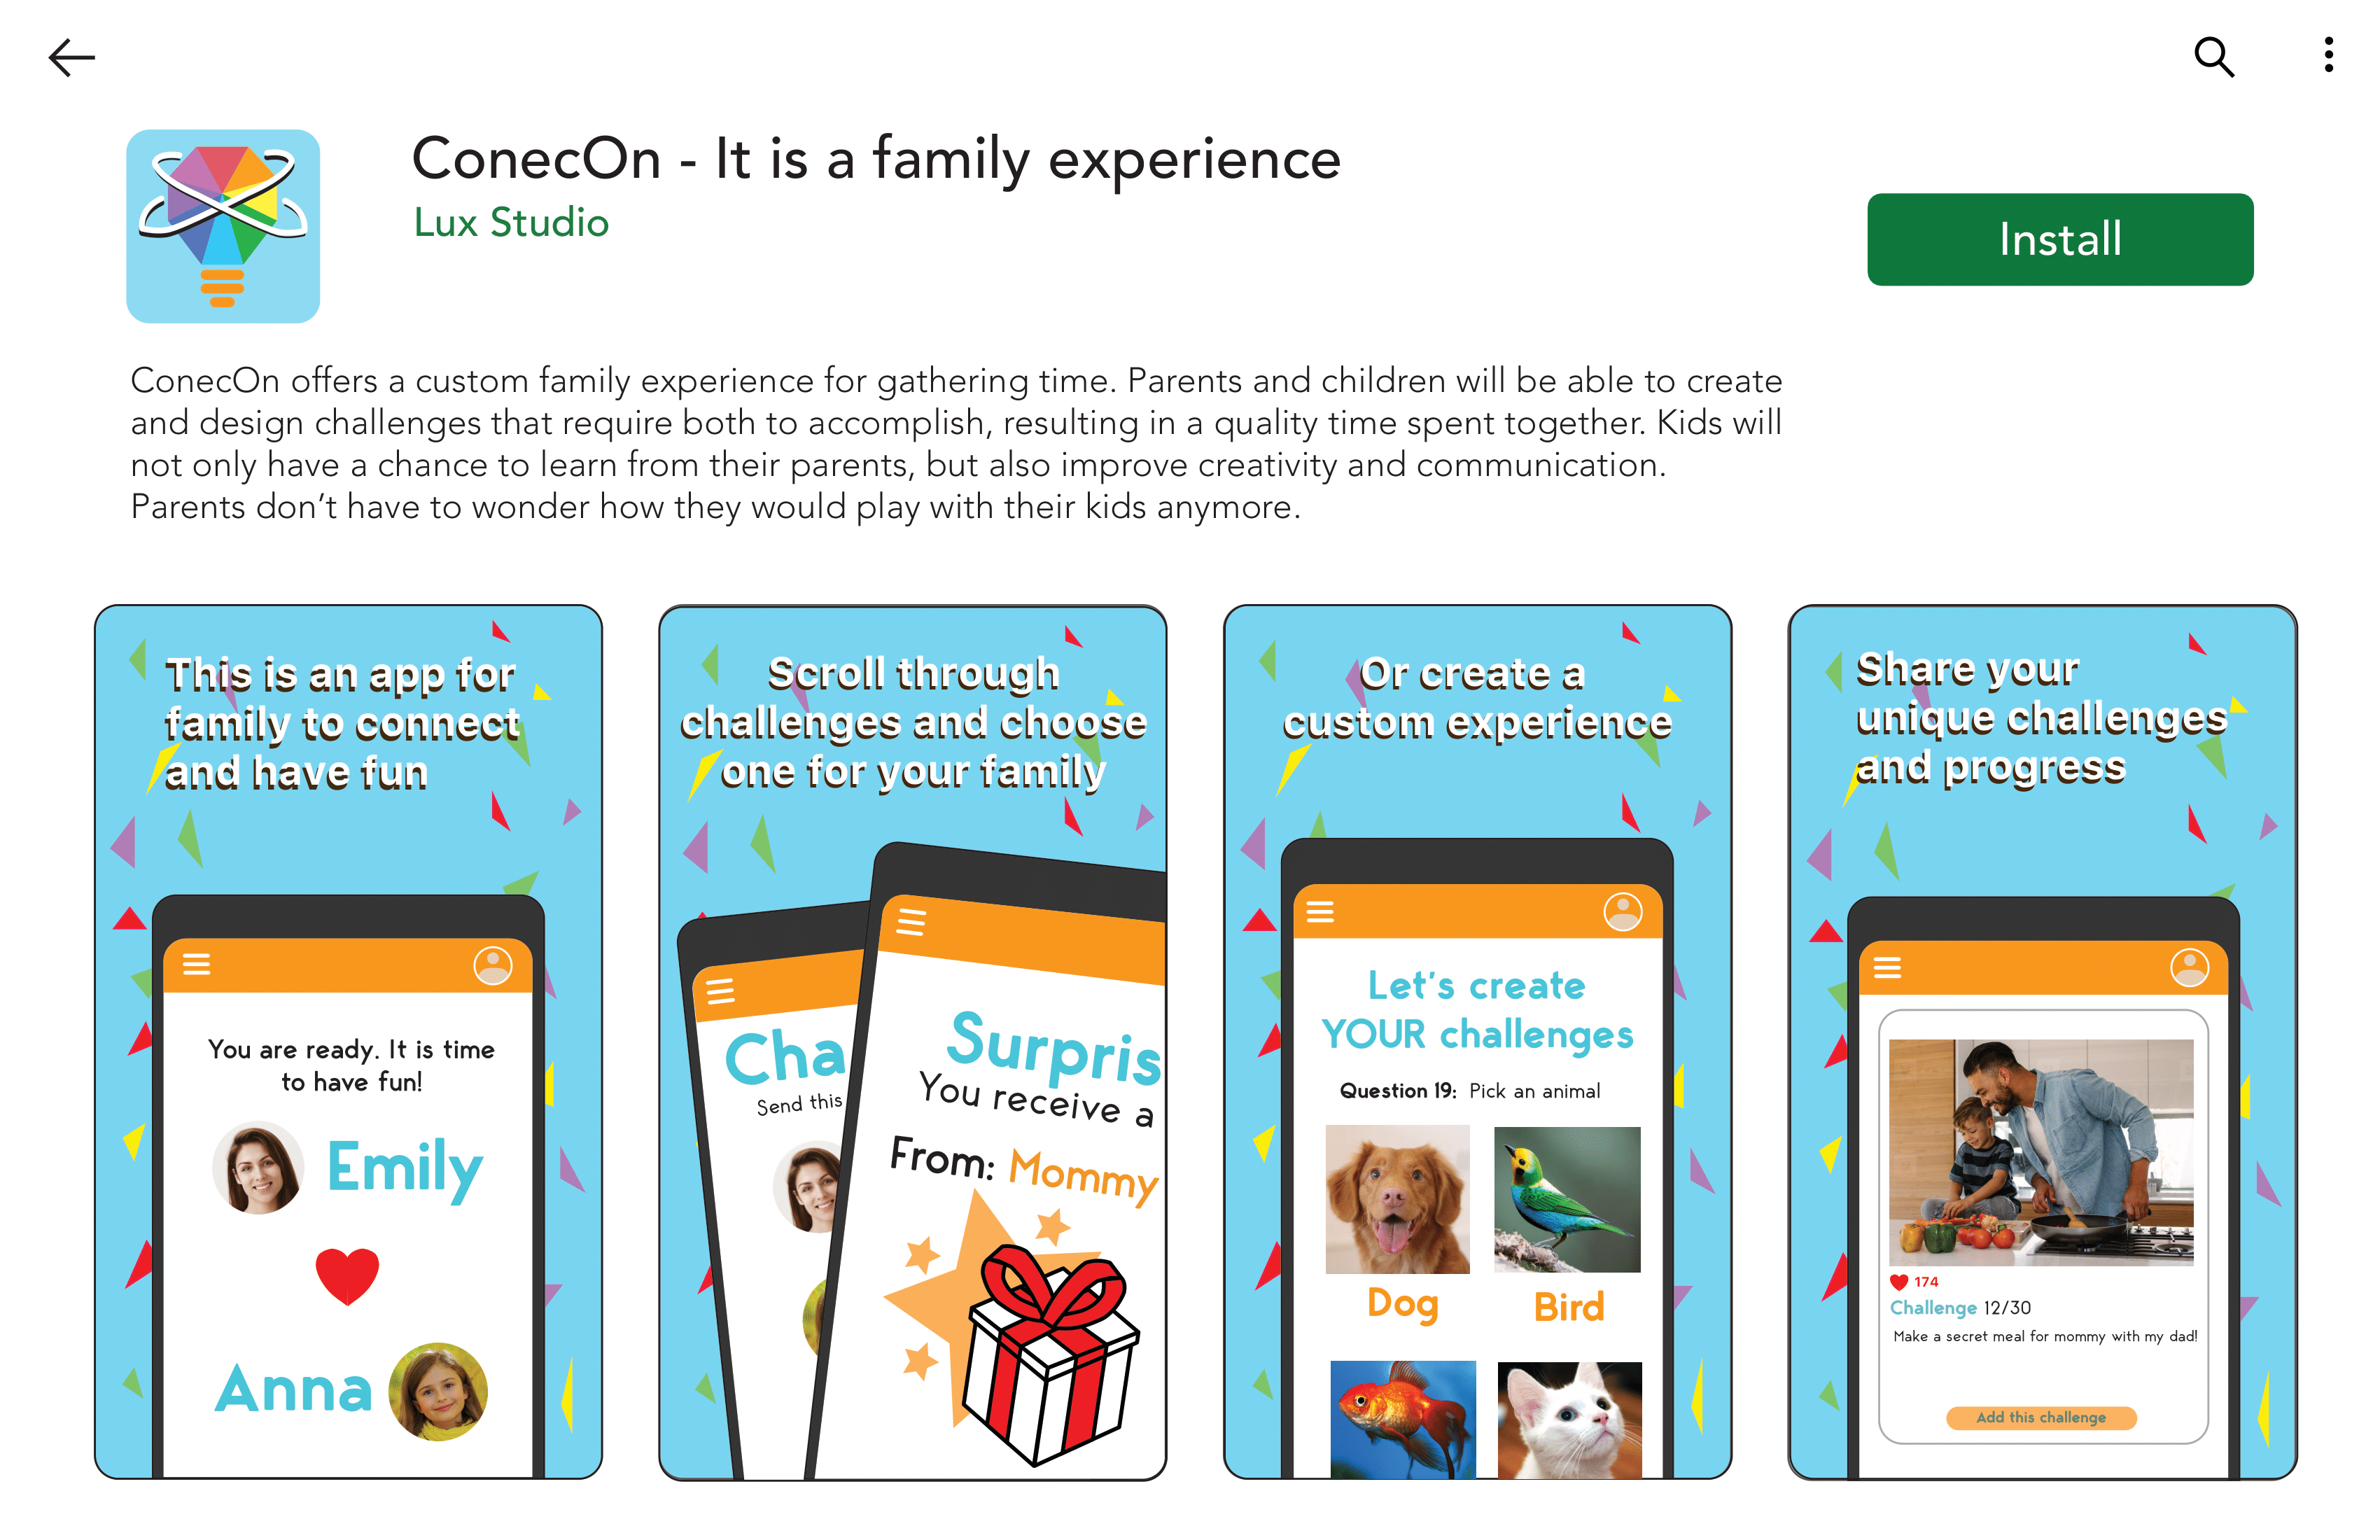 ConecOn - It is a family experience
Lux Studio
Install
ConecOn offers a custom family experience for gathering time. Parents and children will be able to create
and design challenges that require both to accomplish, resulting in a quality time spent together. Kids will
not only have a chance to learn from their parents, but also improve creativity and communication.
Parents don't have to wonder how they would play with their kids anymore.
This is an app for
family to connect
and have fun
You are ready. It is time
to have fun!
Emily
Anna
Scroll through
challenges and choose
one for your family
Cha
Send this
Surpris
You receive a
From: Mommy
Or create a
custom experience
Let's create
YOUR challenges
Question 19: Pick an animal
Dog
Bird
Share your
unique challenges
and progress
174
Challenge 12/30
Make a secret meal for mommy with my dad!
Add this challenge